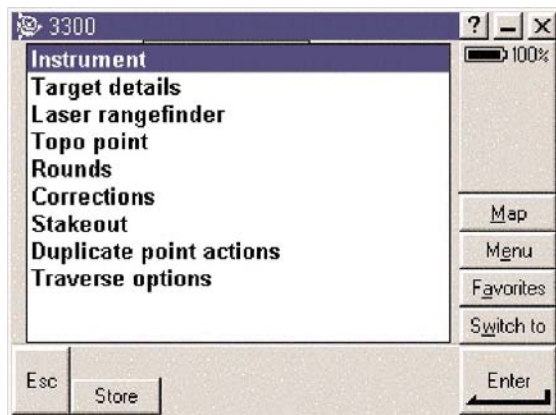 3300
? – X
100%
Instrument
Target details
Laser rangefinder
Topo point
Rounds
Corrections
Stakeout
Duplicate point actions
Traverse options
Map
Menu
Favorites
Switch to
Esc
Store
Enter